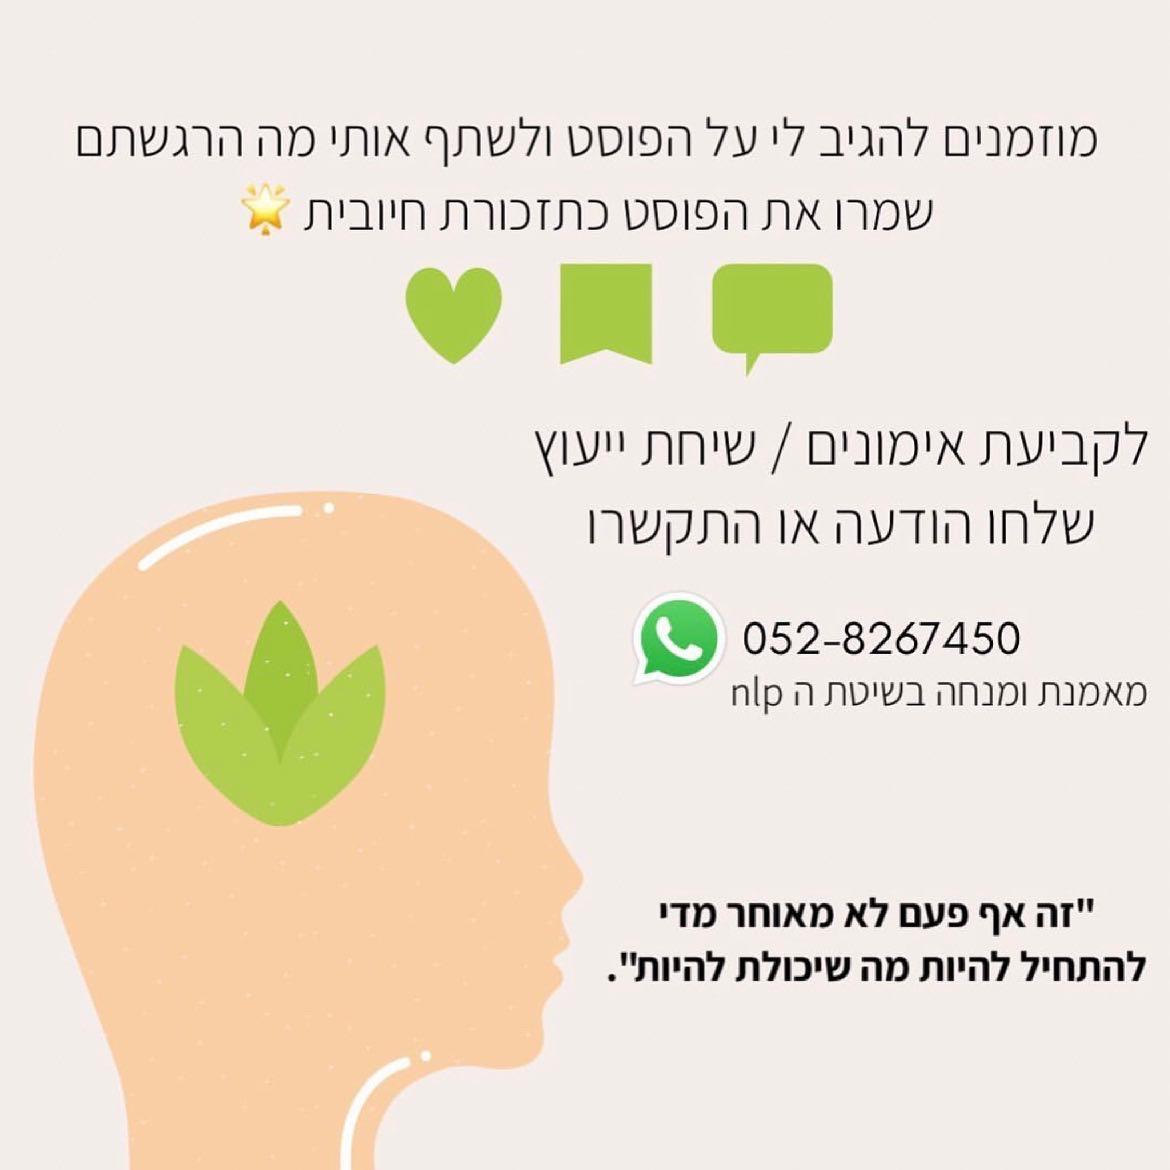 מוזמנים להגיב לי על הפוסט ולשתף אותי מה הרגשתם
שמרו את הפוסט כתזכורת חיובית 🌟
לקביעת אימונים / שיחת ייעוץ
שלחו הודעה או התקשרו
052-8267450
מאמנת ומנחה בשיטת ה nlp
"זה אף פעם לא מאוחר מדי
להתחיל להיות מה שיכולת להיות".